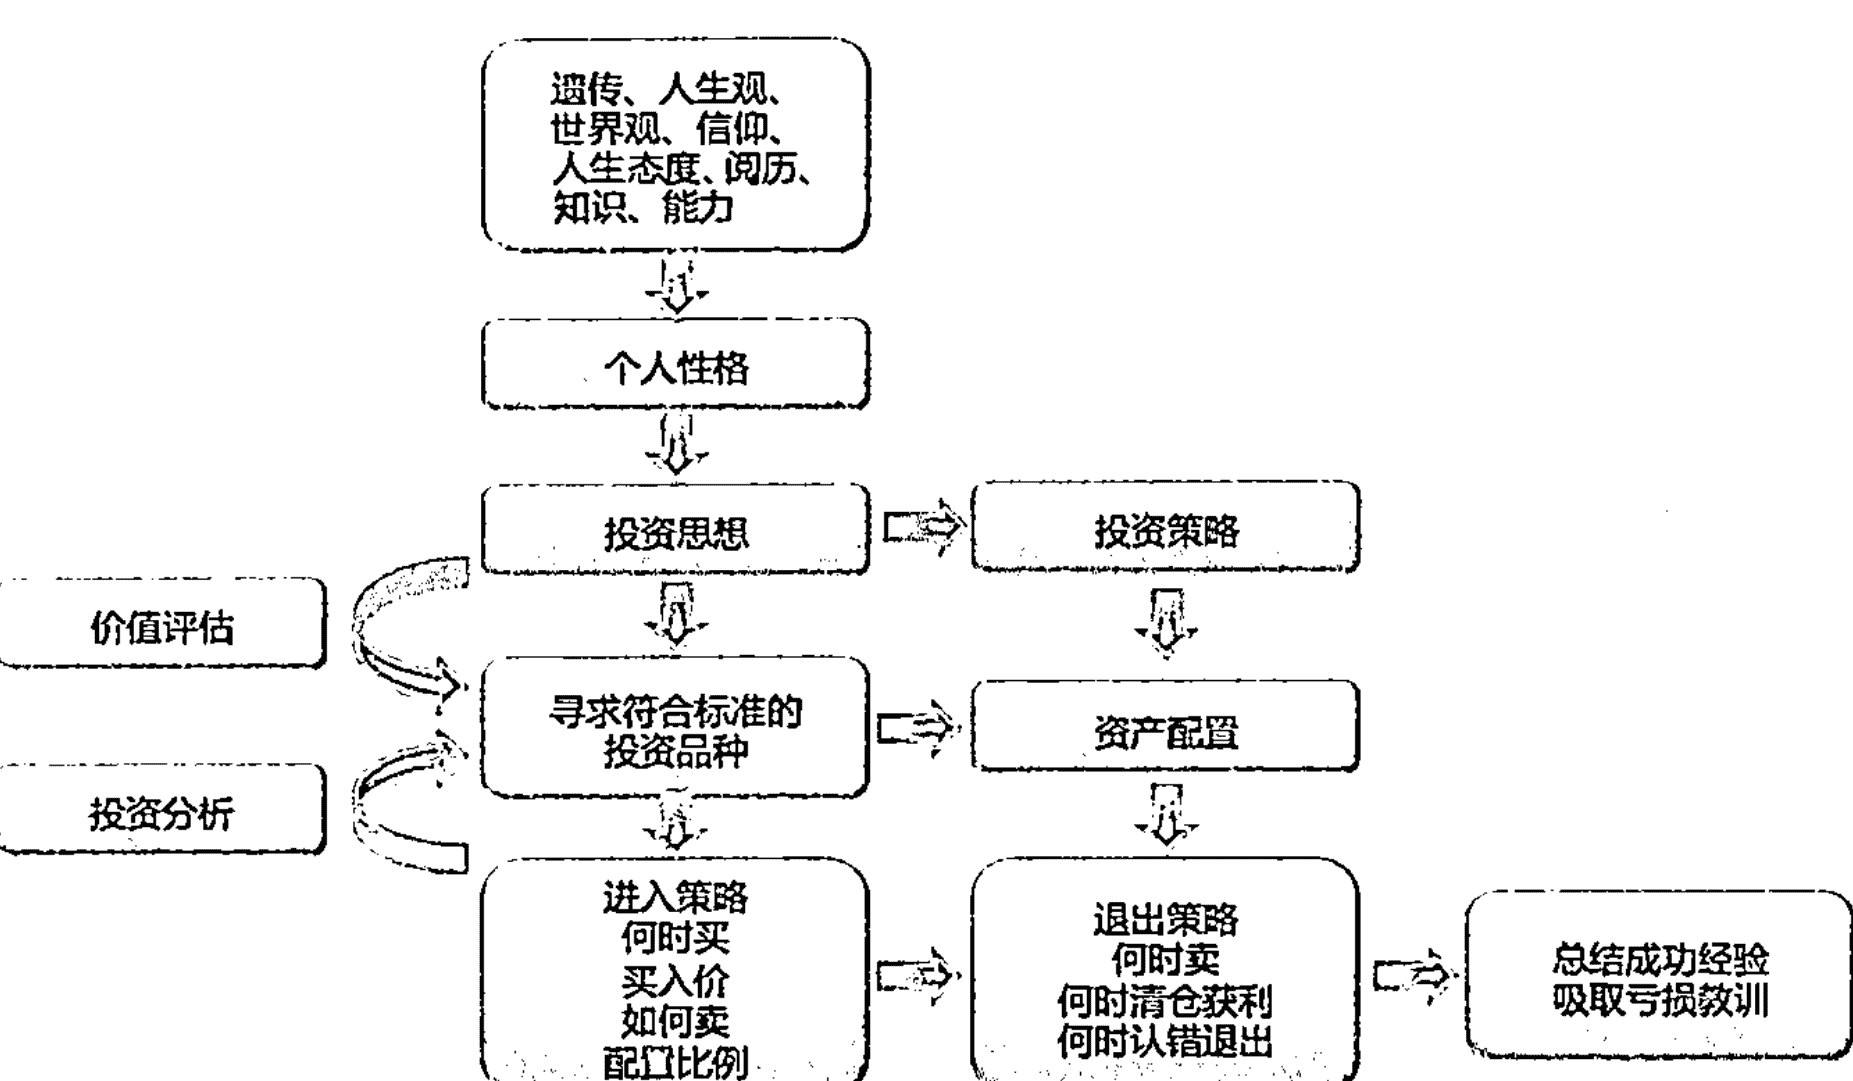 遗传、人生观、
世界观、信仰、
人生态度、阅历、
知识、能力
个人性格
投资思想
投资策略
价值评估
寻求符合标准的
投资品种
资产配置
投资分析
进入策略
何时买
买入价
如何卖
配置比例
退出策略
何时卖
何时清仓获利
何时认错退出
总结成功经验
吸取亏损教训